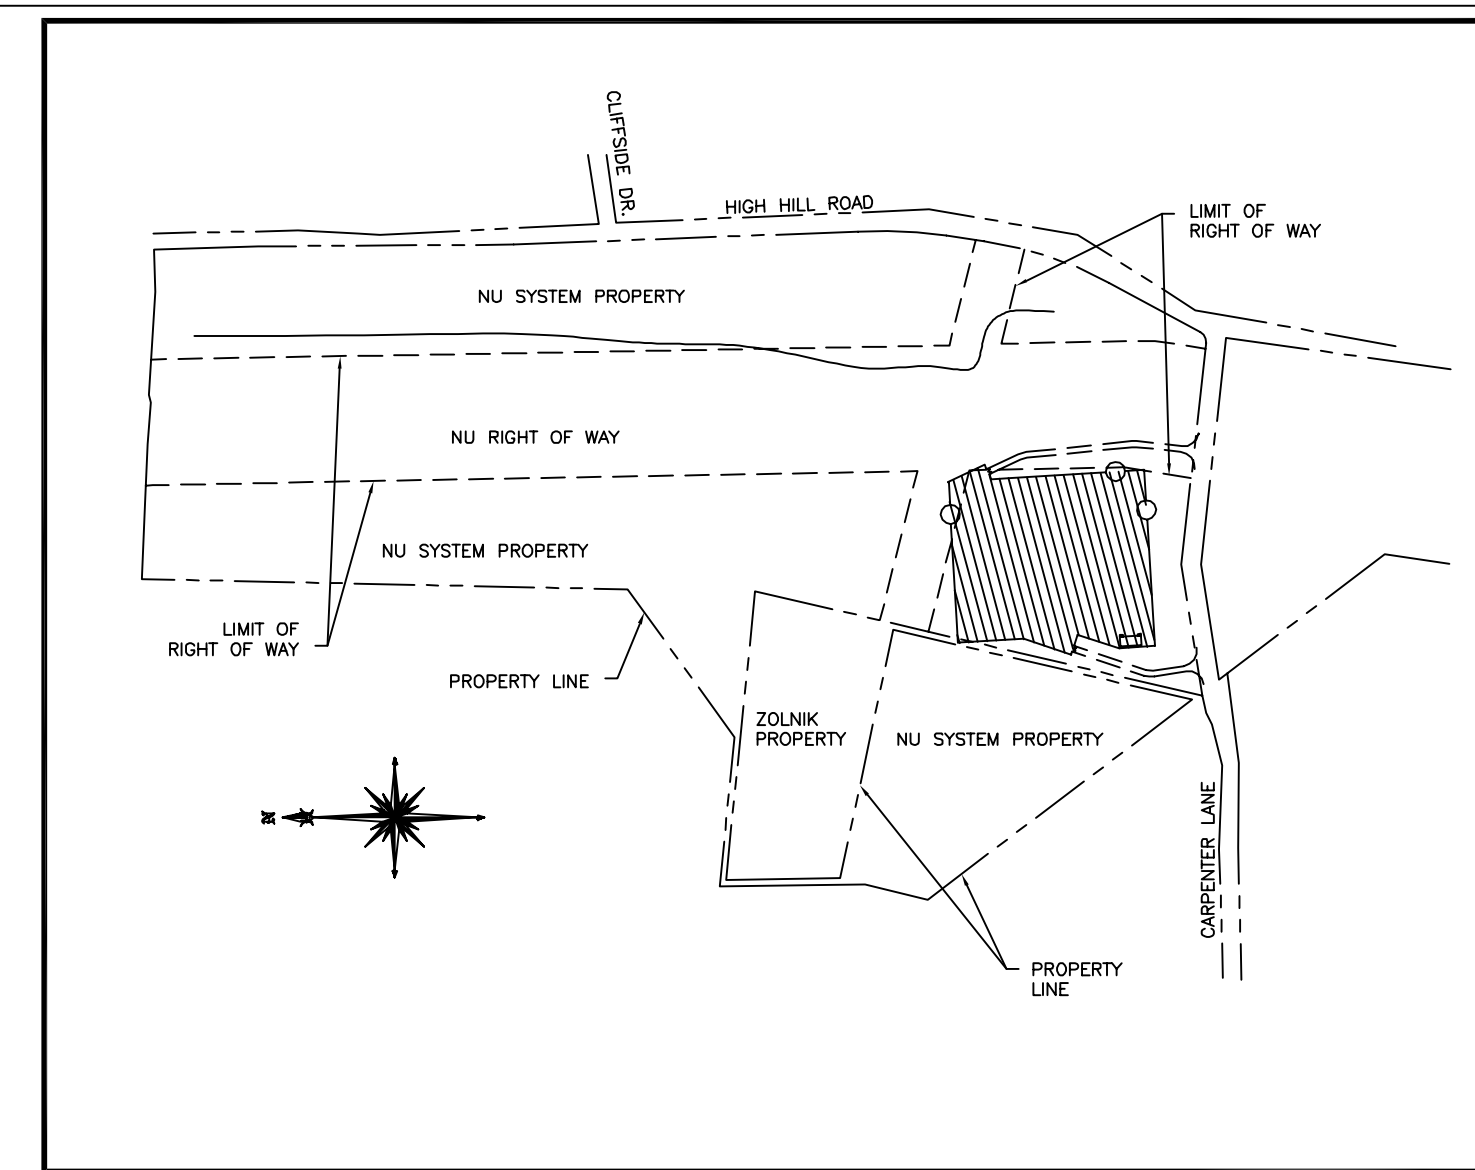 CLIFFSIDE DR.
HIGH HILL ROAD
LIMIT OF
RIGHT OF WAY
NU SYSTEM PROPERTY
NU RIGHT OF WAY
NU SYSTEM PROPERTY
LIMIT OF
RIGHT OF WAY
PROPERTY LINE
ZOLNIK
PROPERTY
NU SYSTEM PROPERTY
N
CARPENTER LANE
PROPERTY
LINE